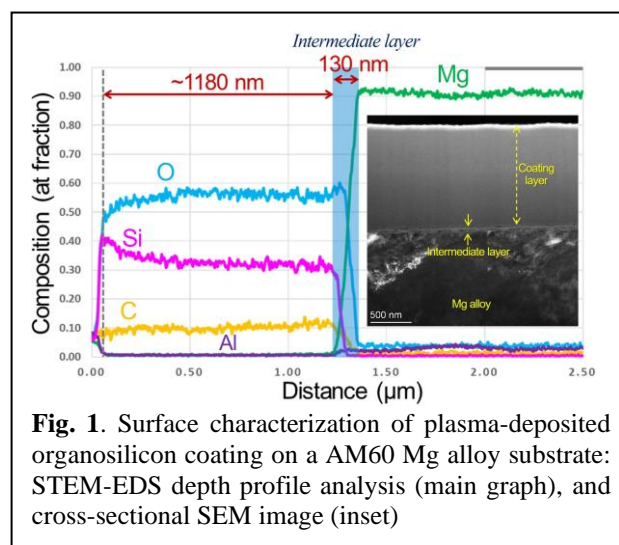 Intermediate layer
130 nm
~1180 nm
Mg
1.00
0.90
0.80
0.70
0.60
0.50
0.40
0.30
0.20
0.10
0.00
Composition (at fraction)
O
Si
C
Al
Coating
layer
Intermediate layer
Mg alloy
500 nm
0.00
0.50
1.00
1.50
2.00
2.50
Distance (µm)
Fig. 1. Surface characterization of plasma-deposited
organosilicon coating on a AM60 Mg alloy substrate:
STEM-EDS depth profile analysis (main graph), and
cross-sectional SEM image (inset)